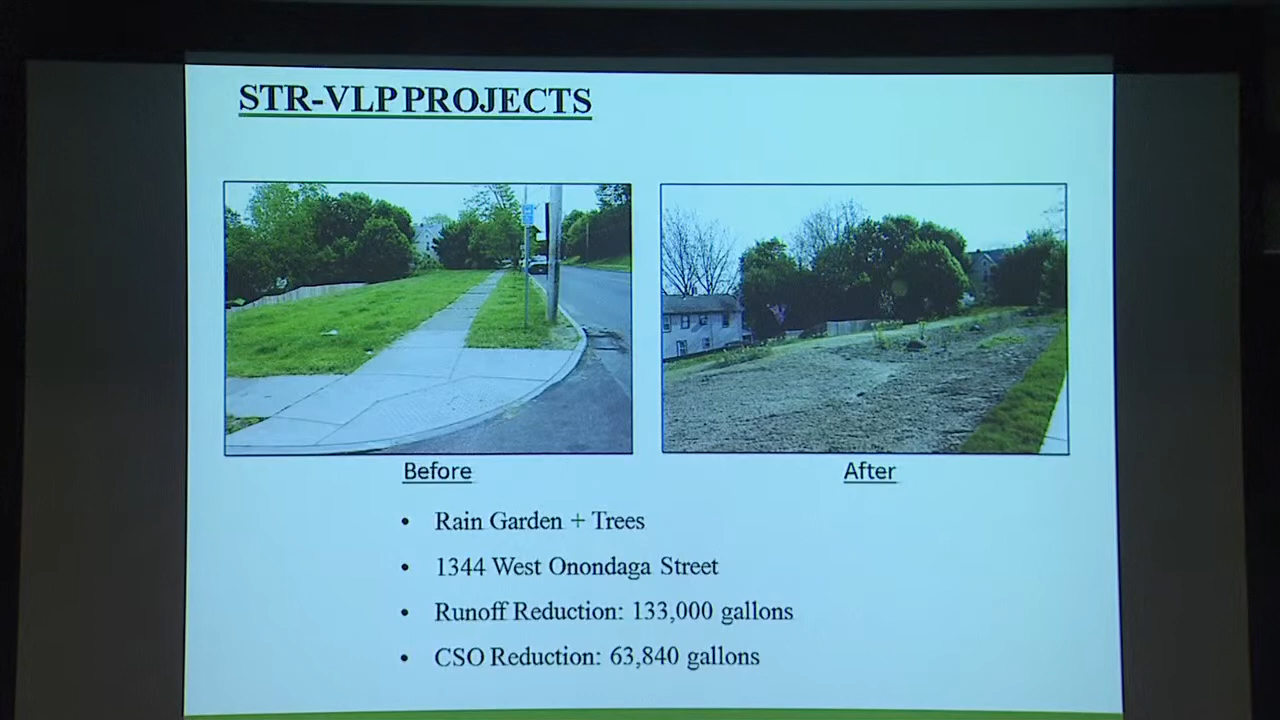 STR-VLP PROJECTS
Before
After
• Rain Garden + Trees
• 1344 West Onondaga Street
• Runoff Reduction: 133,000 gallons
• CSO Reduction: 63,840 gallons